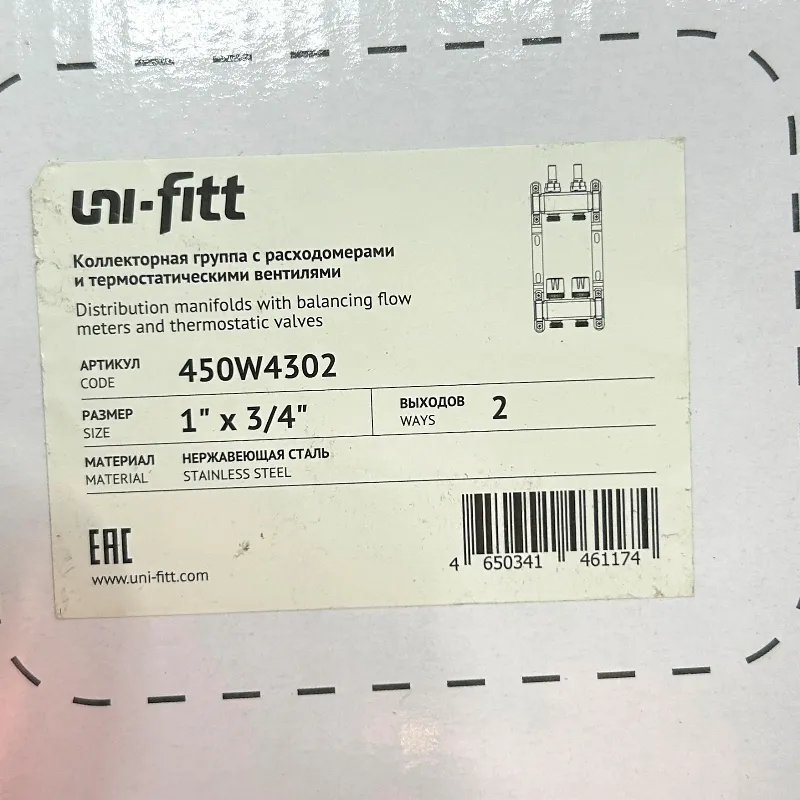 uni-fitt
Коллекторная группа с расходомерами
и термостатическими вентилями
Distribution manifolds with balancing flow
meters and thermostatic valves
АРТИКУЛ 450W4302
CODE
РАЗМЕР 1" x 3/4" ВЫХОДОВ 2
SIZE WAYS
МАТЕРИАЛ НЕРЖАВЕЮЩАЯ СТАЛЬ
MATERIAL STAINLESS STEEL
EAC
www.uni-fitt.com
4 650341 461174